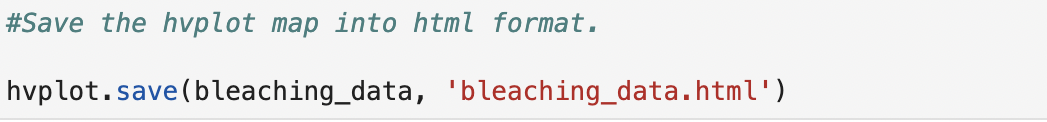 #Save the hvplot map into html format.
hvplot.save(bleaching_data, 'bleaching_data.html')